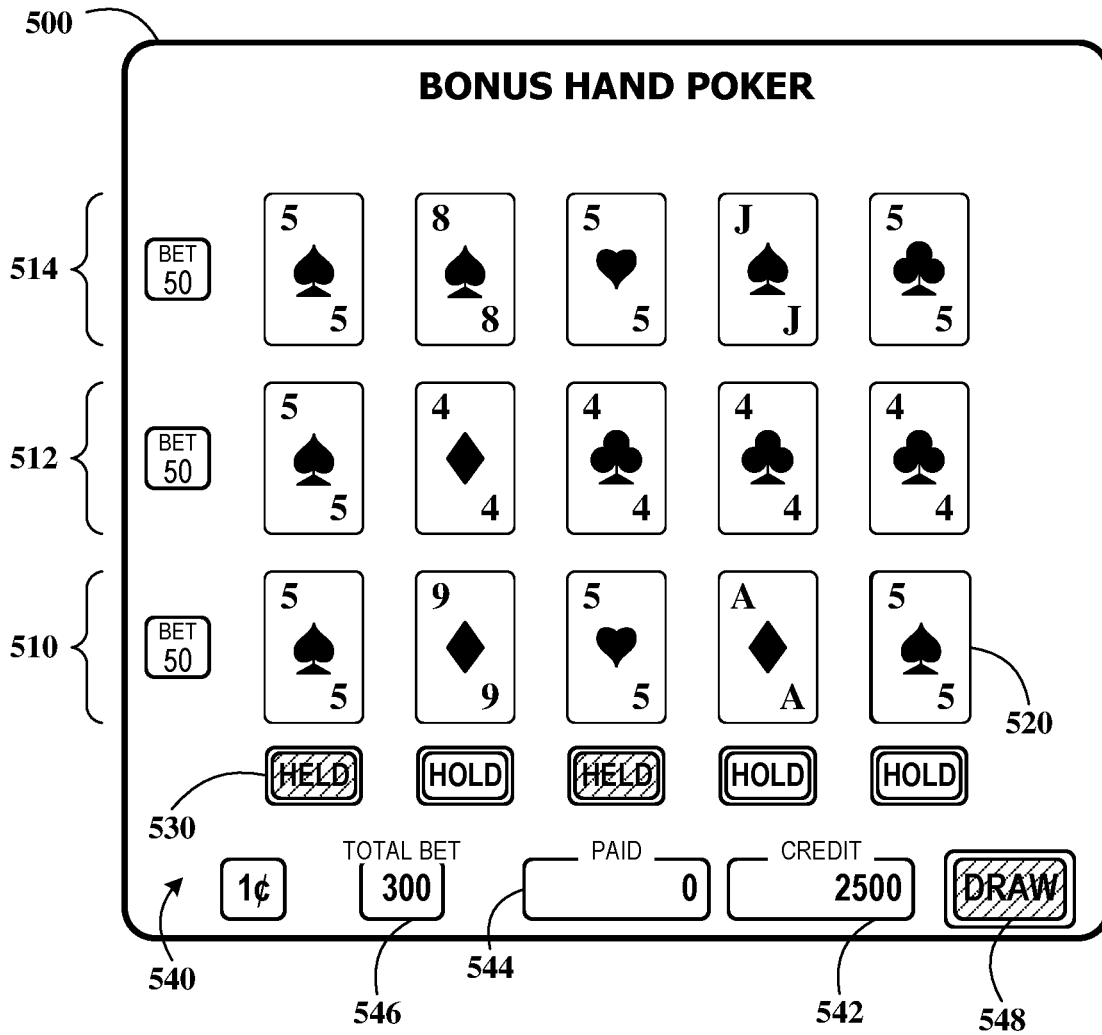 500
BONUS HAND POKER
5 8 5 J 5
514 BET 50
5 8 5 J 5
5 4 4 4 4
512 BET 50
5 4 4 4 4
5 9 5 A 5
510 BET 50
5 9 5 A 5
520
HELD HOLD HELD HOLD HOLD
530
TOTAL BET PAID CREDIT
1¢ 300 0 2500 DRAW
540 546 544 542 548